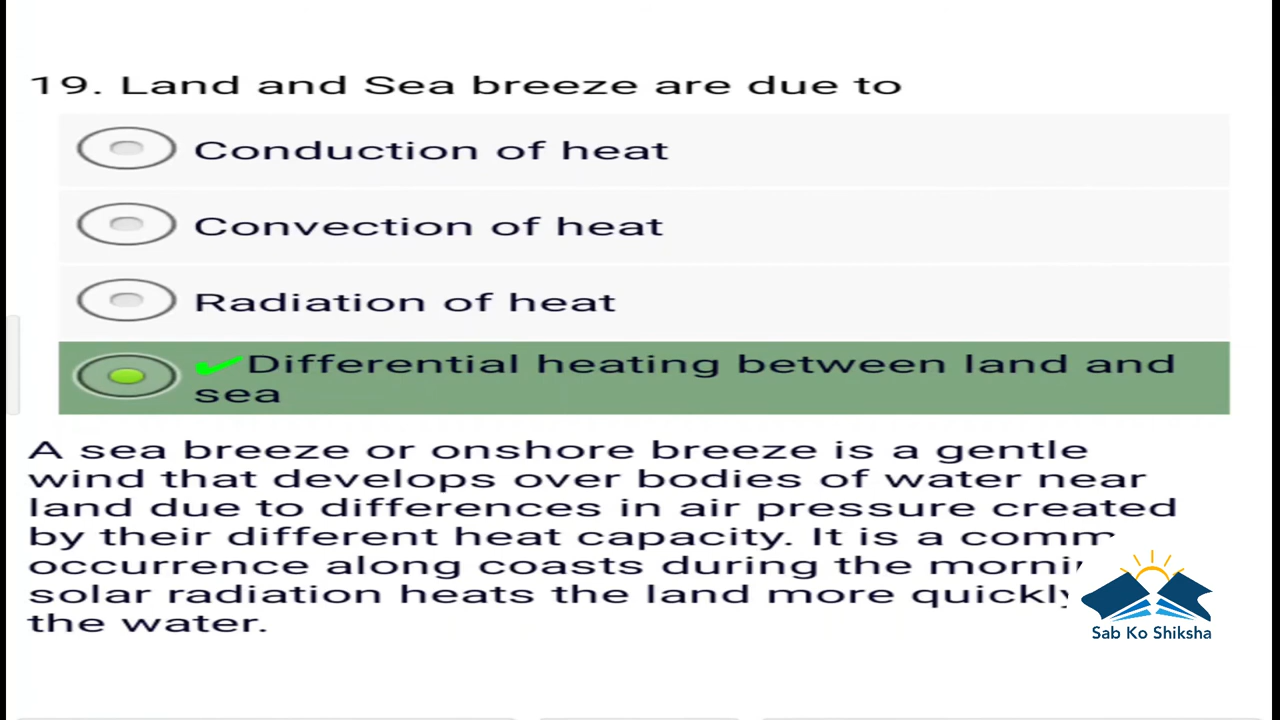 19. Land and Sea breeze are due to
Conduction of heat
Convection of heat
Radiation of heat
✔Differential heating between land and
sea
A sea breeze or onshore breeze is a gentle
wind that develops over bodies of water near
land due to differences in air pressure created
by their different heat capacity. It is a comm
occurrence along coasts during the morni
solar radiation heats the land more quickly
the water.
Sab Ko Shiksha